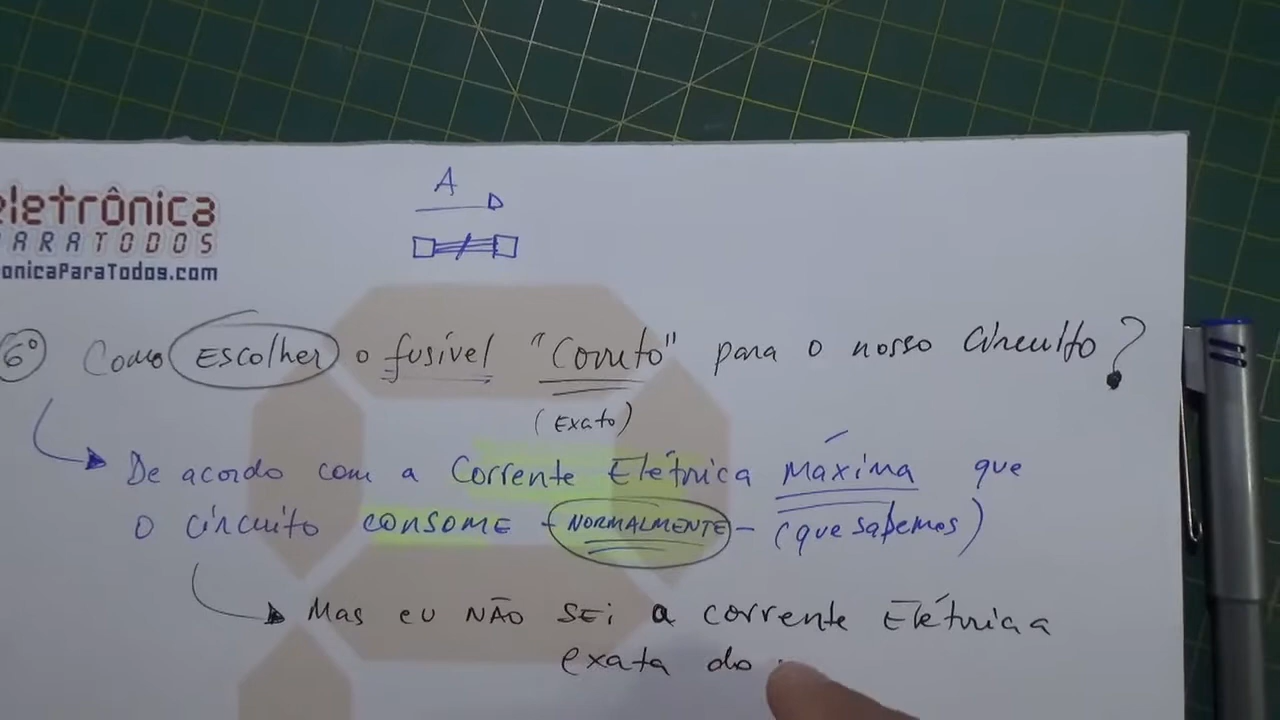 eletrônica
PARATODOS
onicaParaTodos.com
A
6º Como Escolher o fusível "Correto" para o nosso Circuito?
(Exato)
De acordo com a Corrente Elétrica Máxima que
o circuito consome - NORMALMENTE - (que sabemos)
Mas eu NÃO SEi a corrente Elétrica
exata do